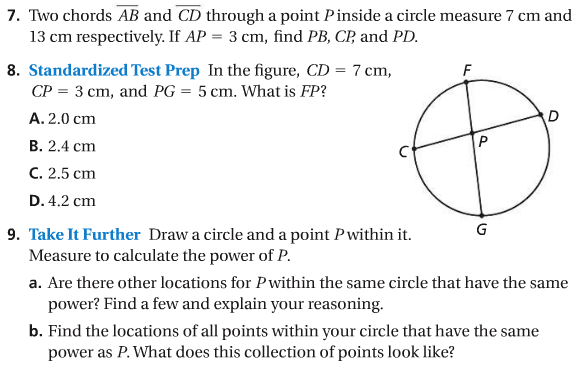 7. Two chords AB and CD through a point P inside a circle measure 7 cm and
13 cm respectively. If AP = 3 cm, find PB, CP, and PD.
8. Standardized Test Prep In the figure, CD = 7 cm,
CP = 3 cm, and PG = 5 cm. What is FP?
A. 2.0 cm
B. 2.4 cm
C. 2.5 cm
D. 4.2 cm
F
D
P
C
G
9. Take It Further Draw a circle and a point P within it.
Measure to calculate the power of P.
a. Are there other locations for P within the same circle that have the same
power? Find a few and explain your reasoning.
b. Find the locations of all points within your circle that have the same
power as P. What does this collection of points look like?